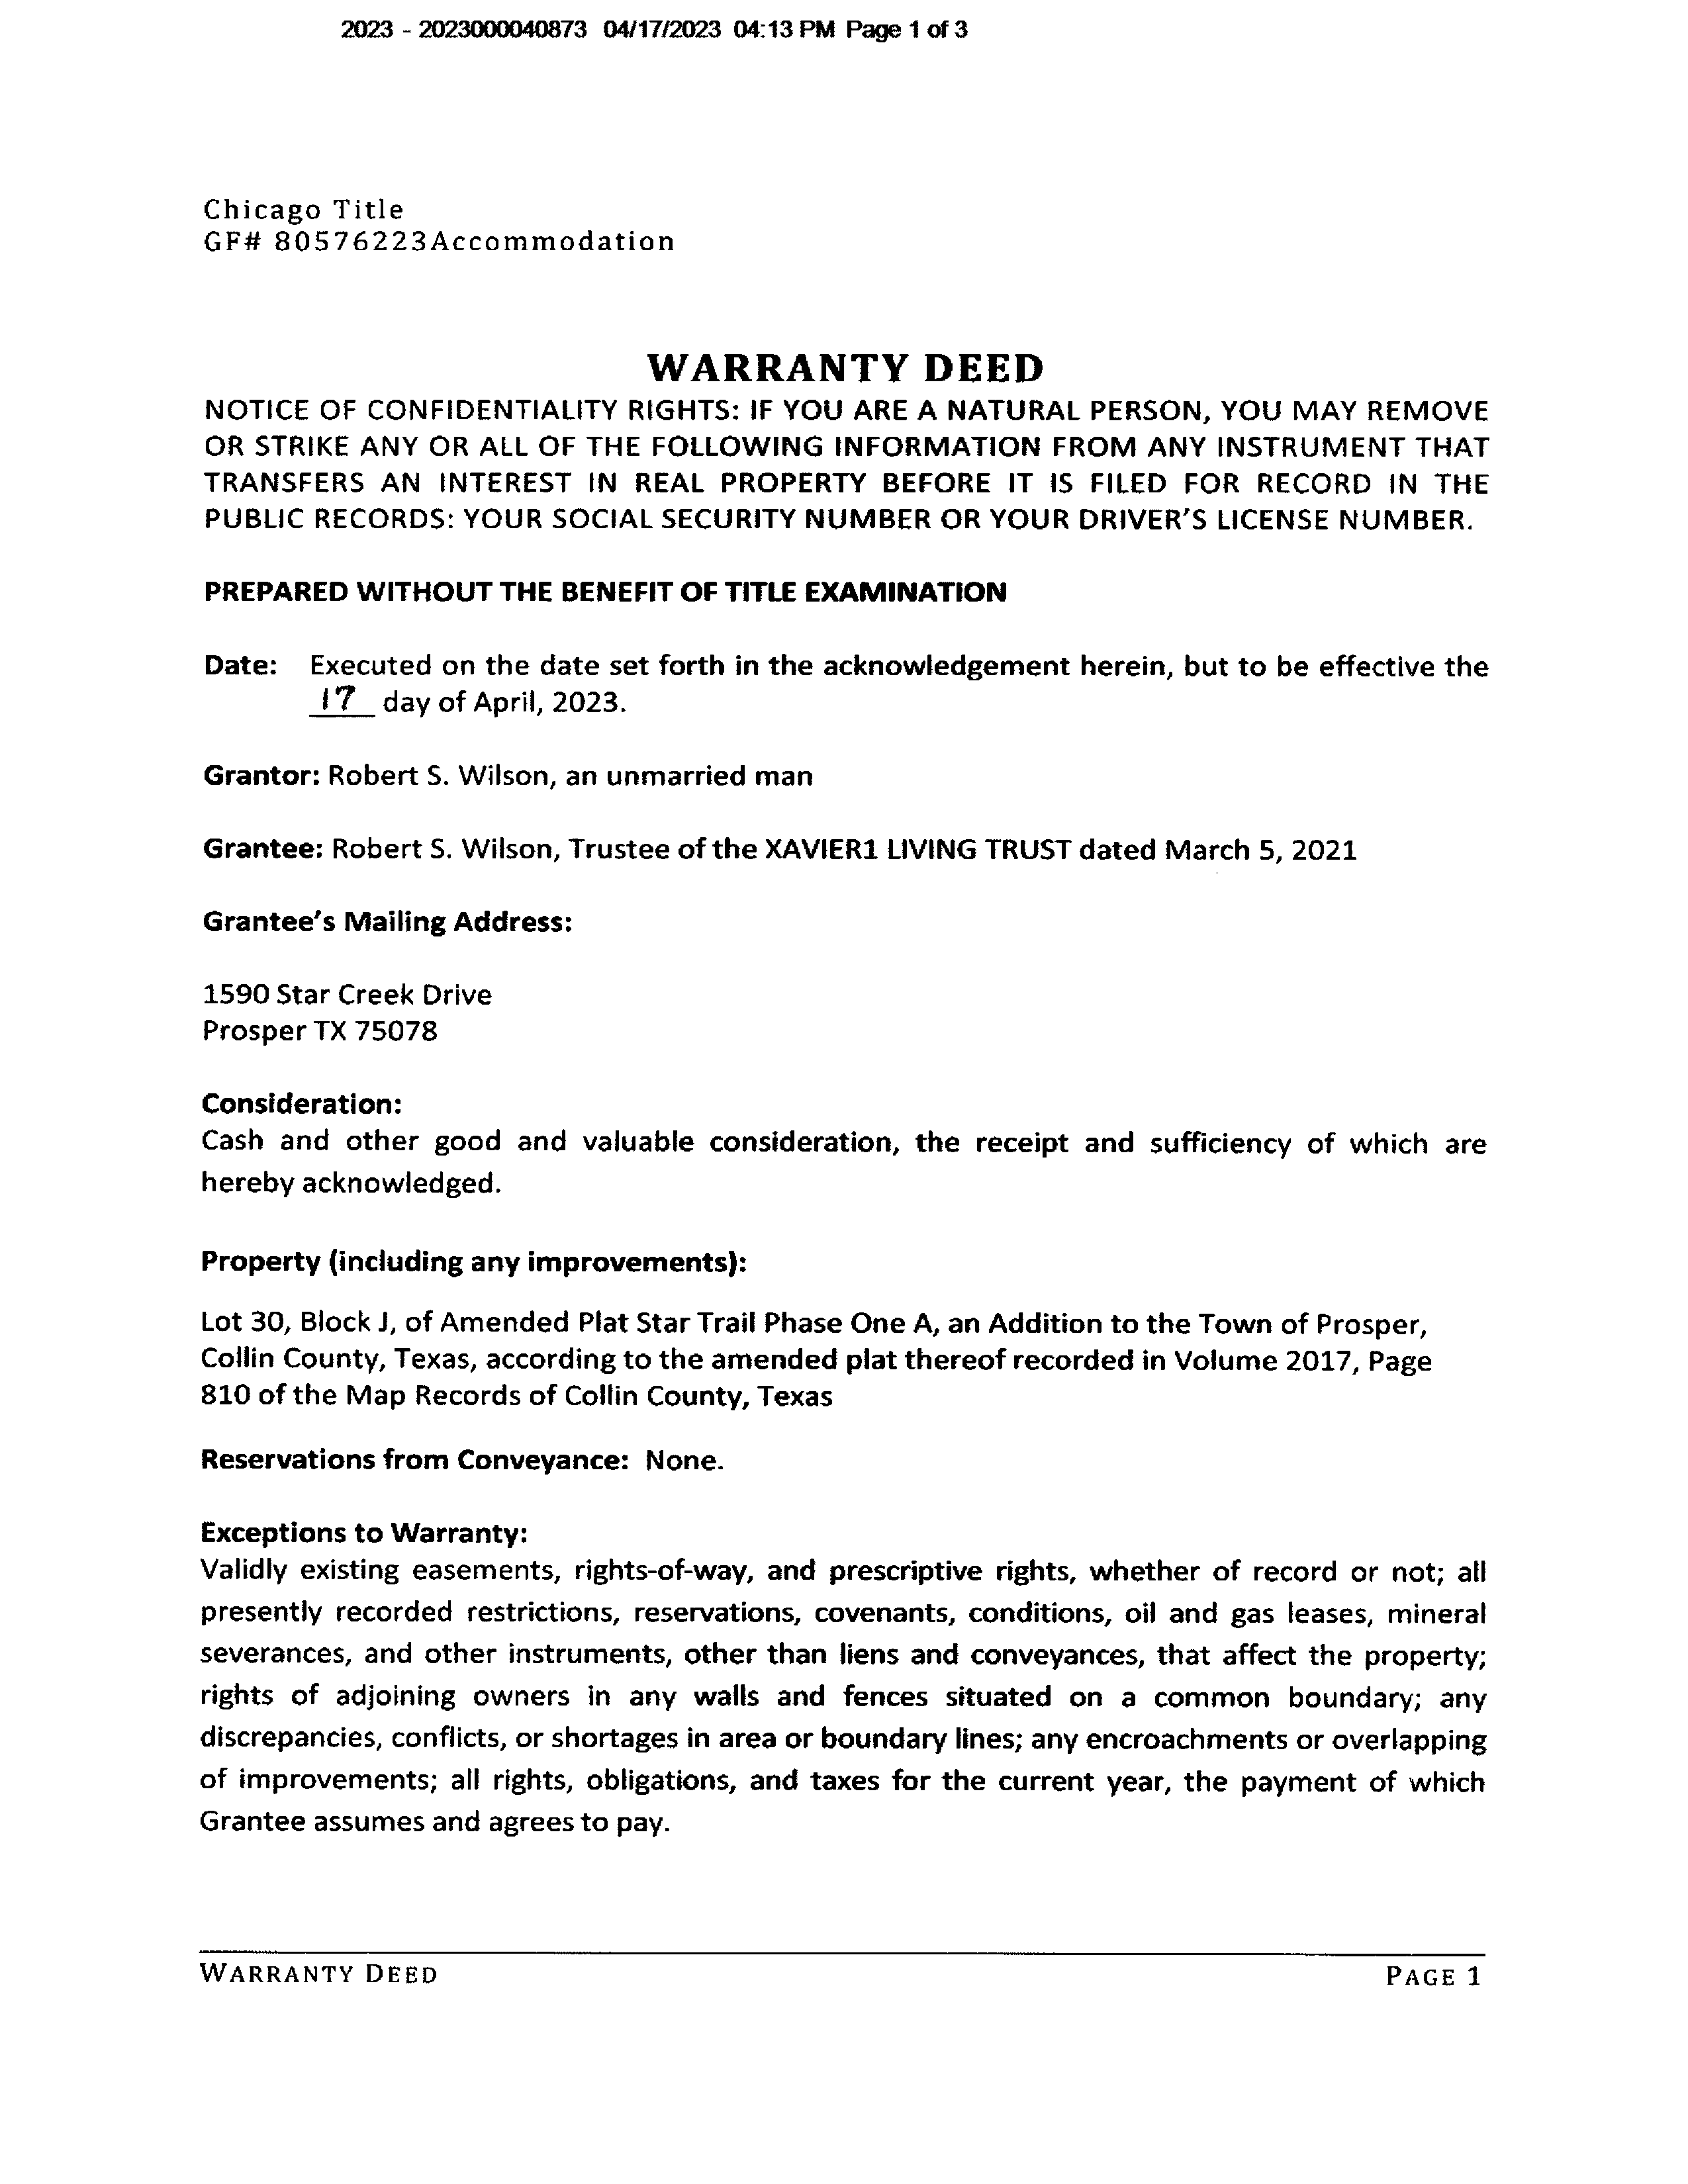 2023 - 2023000040873 04/17/2023 04:13 PM Page 1 of 3
Chicago Title
GF# 80576223Accommodation
WARRANTY DEED
NOTICE OF CONFIDENTIALITY RIGHTS: IF YOU ARE A NATURAL PERSON, YOU MAY REMOVE
OR STRIKE ANY OR ALL OF THE FOLLOWING INFORMATION FROM ANY INSTRUMENT THAT
TRANSFERS AN INTEREST IN REAL PROPERTY BEFORE IT IS FILED FOR RECORD IN THE
PUBLIC RECORDS: YOUR SOCIAL SECURITY NUMBER OR YOUR DRIVER'S LICENSE NUMBER.
PREPARED WITHOUT THE BENEFIT OF TITLE EXAMINATION
Date: Executed on the date set forth in the acknowledgement herein, but to be effective the
17 day of April, 2023.
Grantor: Robert S. Wilson, an unmarried man
Grantee: Robert S. Wilson, Trustee of the XAVIER1 LIVING TRUST dated March 5, 2021
Grantee's Mailing Address:
1590 Star Creek Drive
Prosper TX 75078
Consideration:
Cash and other good and valuable consideration, the receipt and sufficiency of which are
hereby acknowledged.
Property (including any improvements):
Lot 30, Block J, of Amended Plat Star Trail Phase One A, an Addition to the Town of Prosper,
Collin County, Texas, according to the amended plat thereof recorded in Volume 2017, Page
810 of the Map Records of Collin County, Texas
Reservations from Conveyance: None.
Exceptions to Warranty:
Validly existing easements, rights-of-way, and prescriptive rights, whether of record or not; all
presently recorded restrictions, reservations, covenants, conditions, oil and gas leases, mineral
severances, and other instruments, other than liens and conveyances, that affect the property;
rights of adjoining owners in any walls and fences situated on a common boundary; any
discrepancies, conflicts, or shortages in area or boundary lines; any encroachments or overlapping
of improvements; all rights, obligations, and taxes for the current year, the payment of which
Grantee assumes and agrees to pay.
WARRANTY DEED PAGE 1